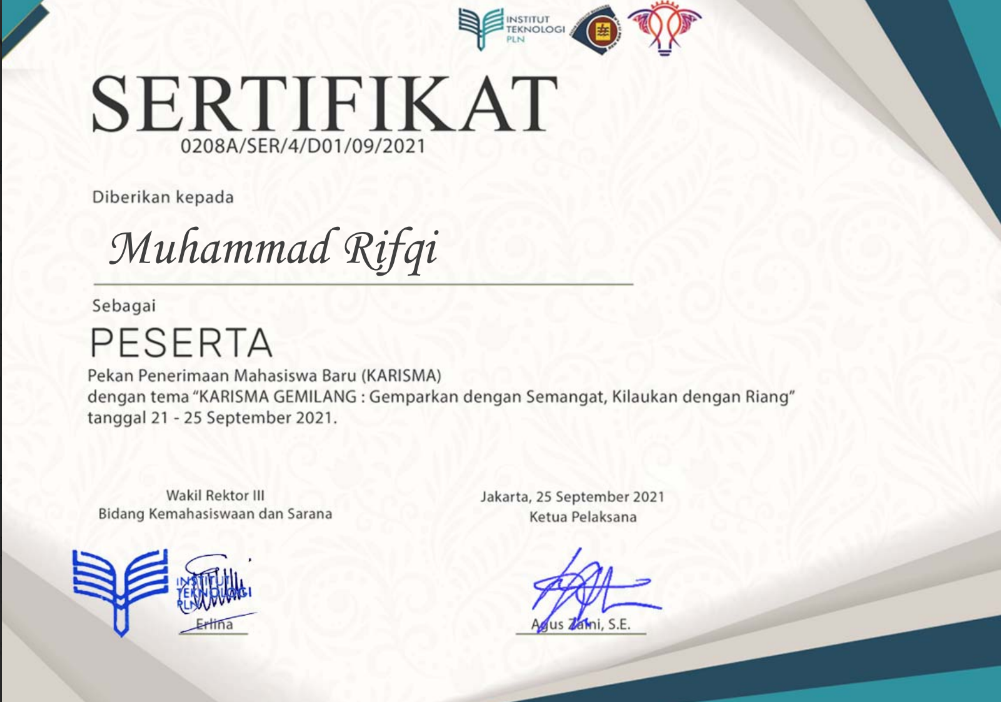 INSTITUT
TEKNOLOGI
PLN
SERTIFIKAT
0208A/SER/4/D01/09/2021
Diberikan kepada
Muhammad Rifqi
Sebagai
PESERTA
Pekan Penerimaan Mahasiswa Baru (KARISMA)
dengan tema “KARISMA GEMILANG : Gemparkan dengan Semangat, Kilaukan dengan Riang”
tanggal 21 - 25 September 2021.
Wakil Rektor III
Bidang Kemahasiswaan dan Sarana
Jakarta, 25 September 2021
Ketua Pelaksana
INSTITUT
TEKNOLOGI
PLN
Erlina
Agus Zaini, S.E.